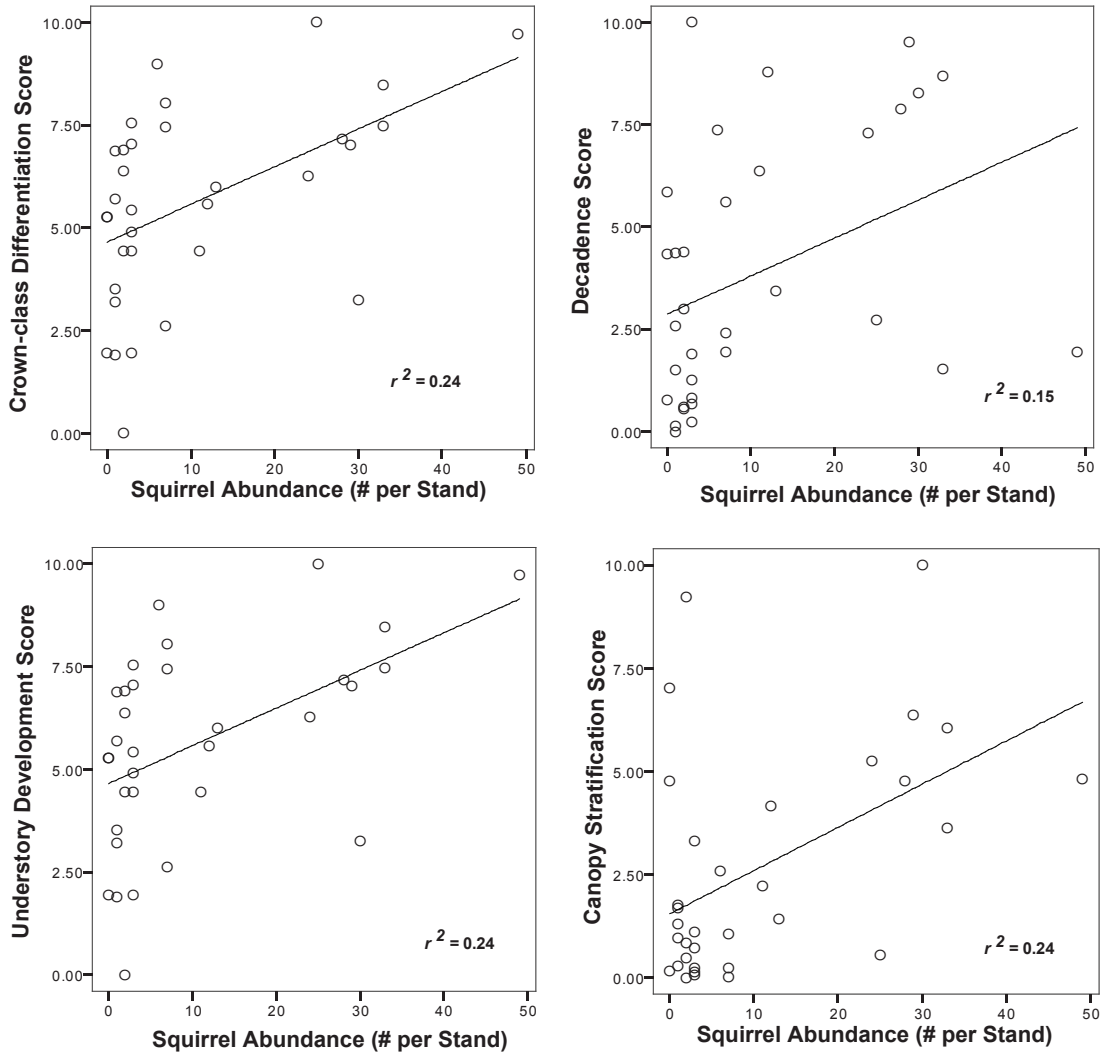 Crown-class Differentiation Score
10.00
7.50
5.00
2.50
0.00
r 2 = 0.24
0 10 20 30 40 50
Squirrel Abundance (# per Stand)
Decadence Score
10.00
7.50
5.00
2.50
0.00
r 2 = 0.15
0 10 20 30 40 50
Squirrel Abundance (# per Stand)
Understory Development Score
10.00
7.50
5.00
2.50
0.00
r 2 = 0.24
0 10 20 30 40 50
Squirrel Abundance (# per Stand)
Canopy Stratification Score
10.00
7.50
5.00
2.50
0.00
r 2 = 0.24
0 10 20 30 40 50
Squirrel Abundance (# per Stand)